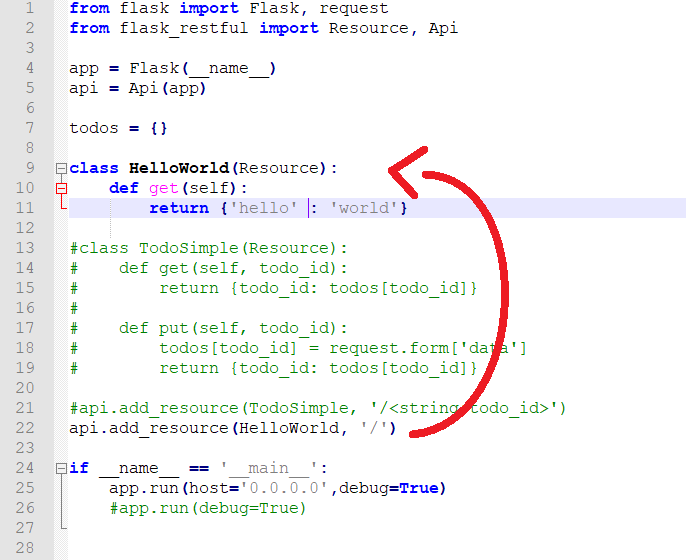 1 from flask import Flask, request
2 from flask_restful import Resource, Api
3
4 app = Flask(__name__)
5 api = Api(app)
6
7 todos = {}
8
9 class HelloWorld(Resource):
10     def get(self):
11         return {'hello' : 'world'}
12
13 #class TodoSimple(Resource):
14 #    def get(self, todo_id):
15 #        return {todo_id: todos[todo_id]}
16 #
17 #    def put(self, todo_id):
18 #        todos[todo_id] = request.form['data']
19 #        return {todo_id: todos[todo_id]}
20
21 #api.add_resource(TodoSimple, '/<string:todo_id>')
22 api.add_resource(HelloWorld, '/')
23
24 if __name__ == '__main__':
25     app.run(host='0.0.0.0',debug=True)
26     #app.run(debug=True)
27
28